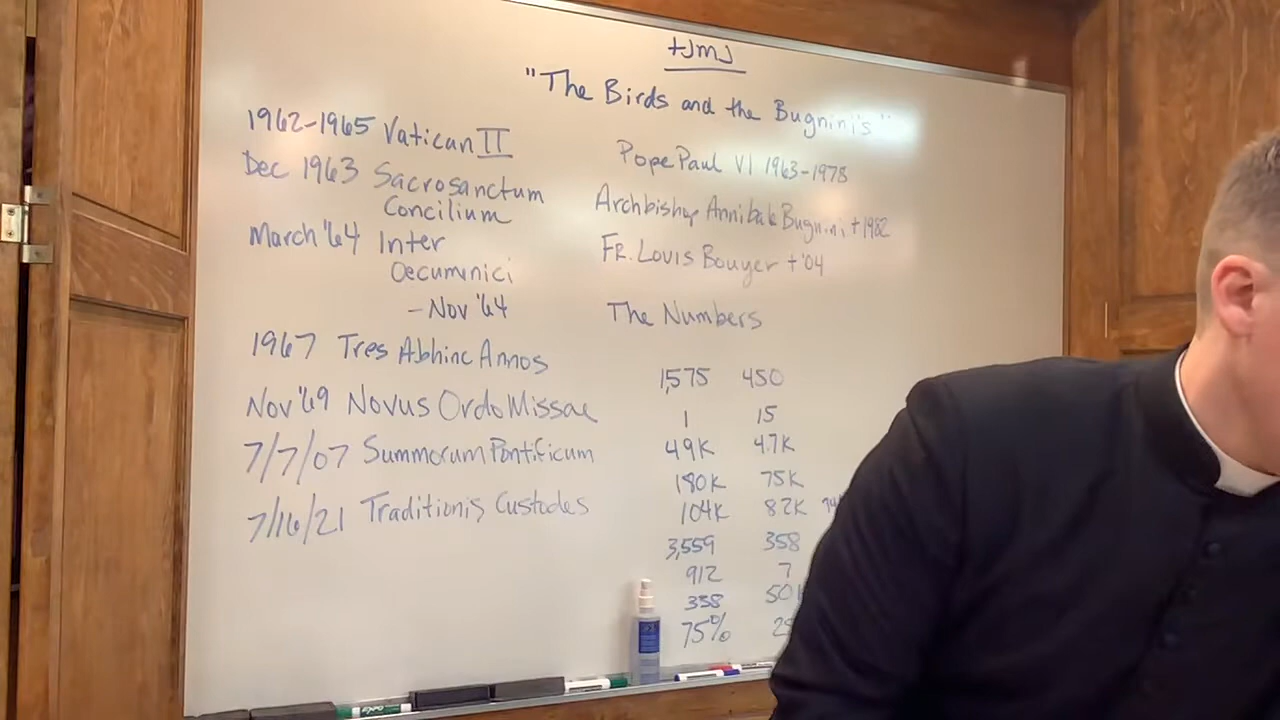 +JMJ
"The Birds and the Bugnini's"
1962-1965 Vatican II
Dec 1963 Sacrosanctum
Concilium
March '64 Inter
Oecumenici
- Nov '64
1967 Tres Abhinc Annos
Nov '69 Novus Ordo Missae
7/7/07 Summorum Pontificum
7/16/21 Traditionis Custodes
Pope Paul VI 1963-1978
Archbishop Annibale Bugnini +1982
Fr. Louis Bouyer +'04
The Numbers
1,575 450
1 15
49K 4.7K
180K 75K
104K 82K
3,559 358
912 7
338
75%